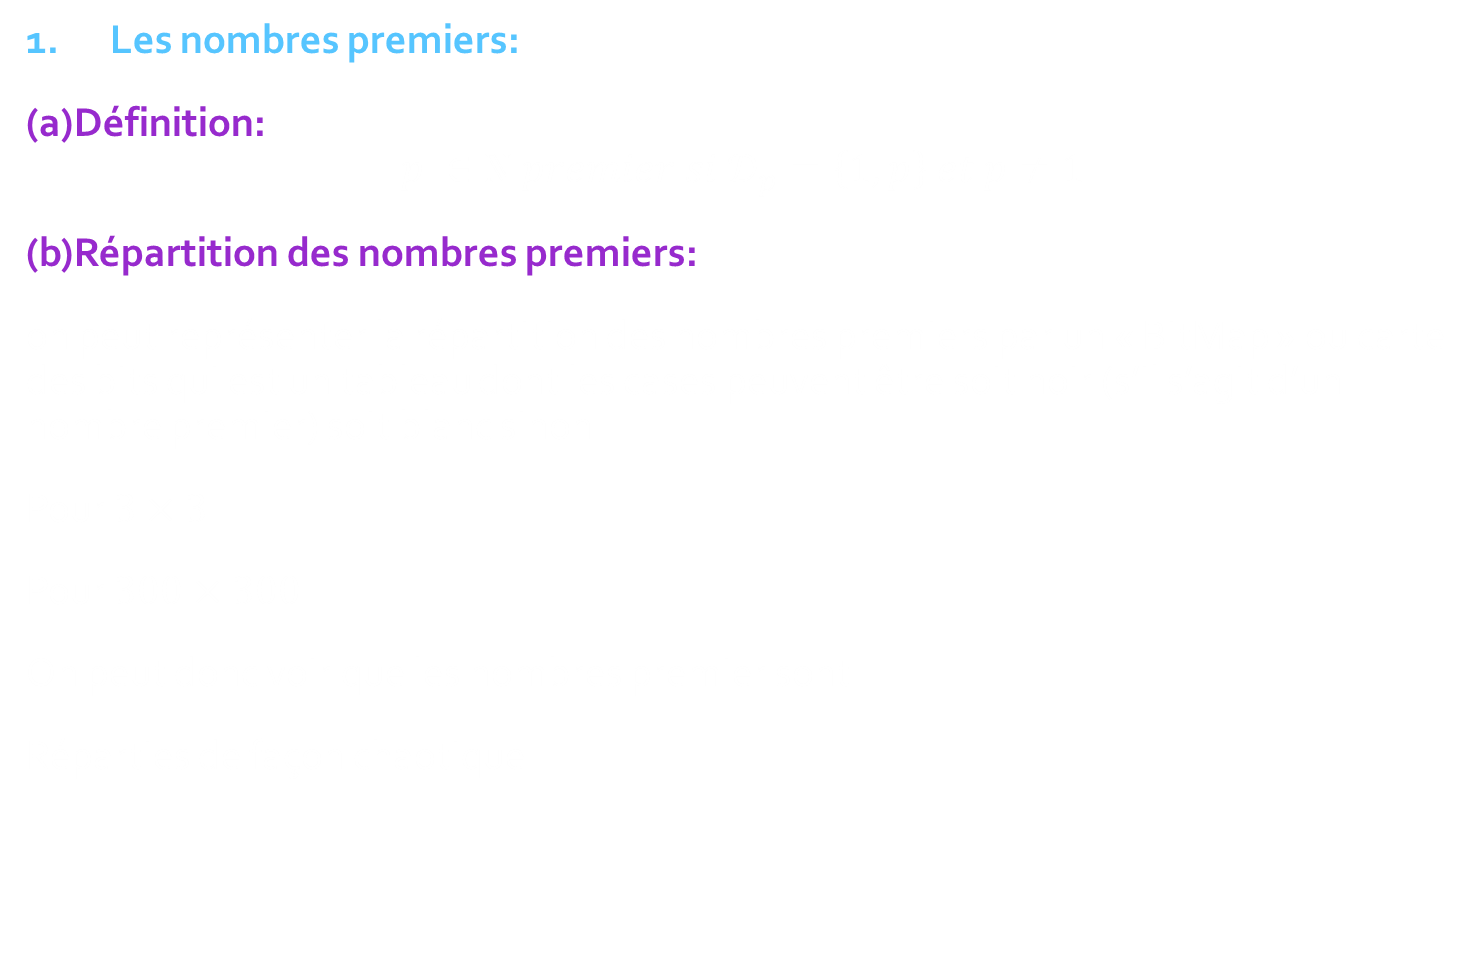 1. Les nombres premiers:
(a)Définition:
(b)Répartition des nombres premiers: